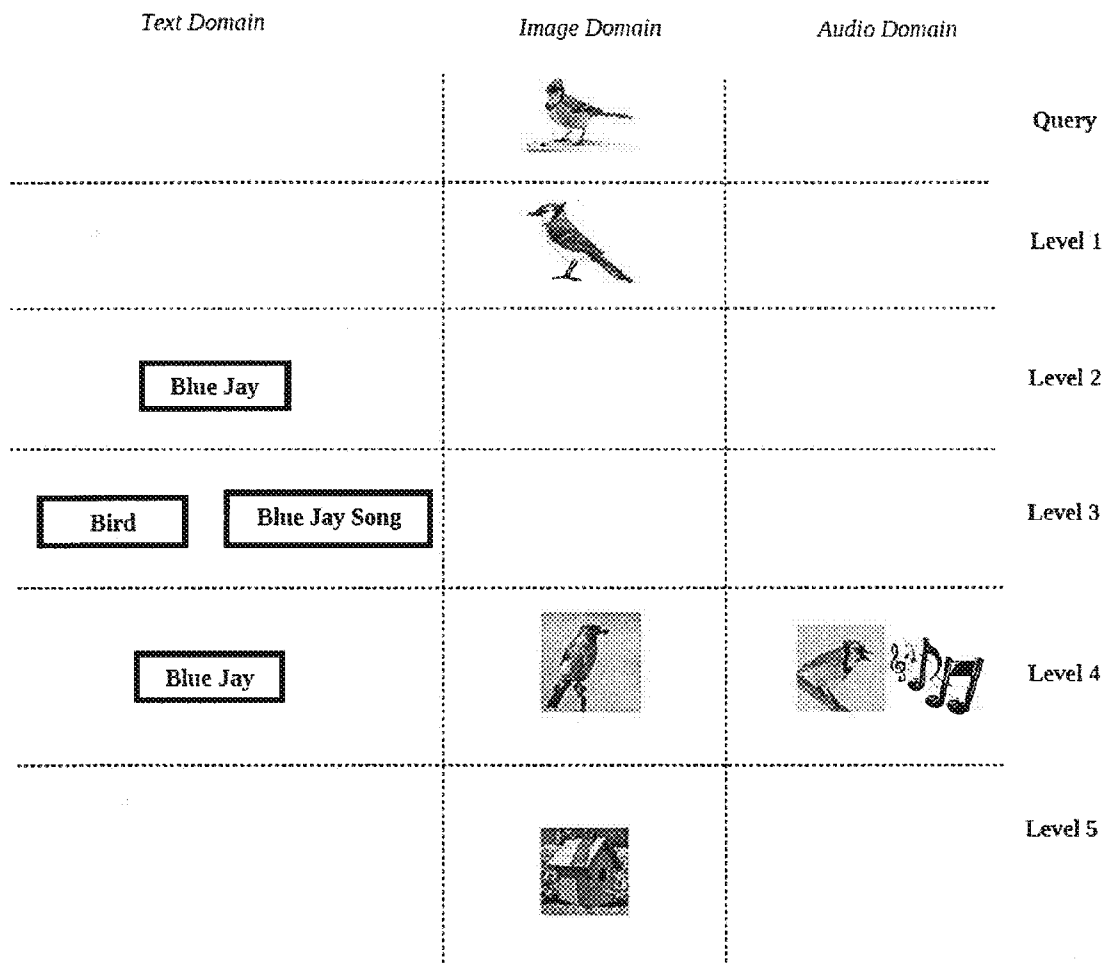 Text Domain
Image Domain
Audio Domain
Query
Level 1
Blue Jay
Level 2
Bird
Blue Jay Song
Level 3
Blue Jay
Level 4
Level 5